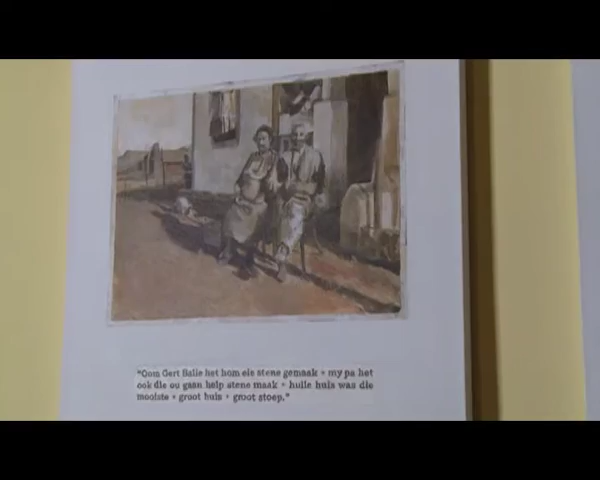 "Oom Gert Balie het hom eie stene gemaak + my pa het
ook die ou gaan help stene maak + hulle huis was die
mooiste + groot huis + groot stoep."